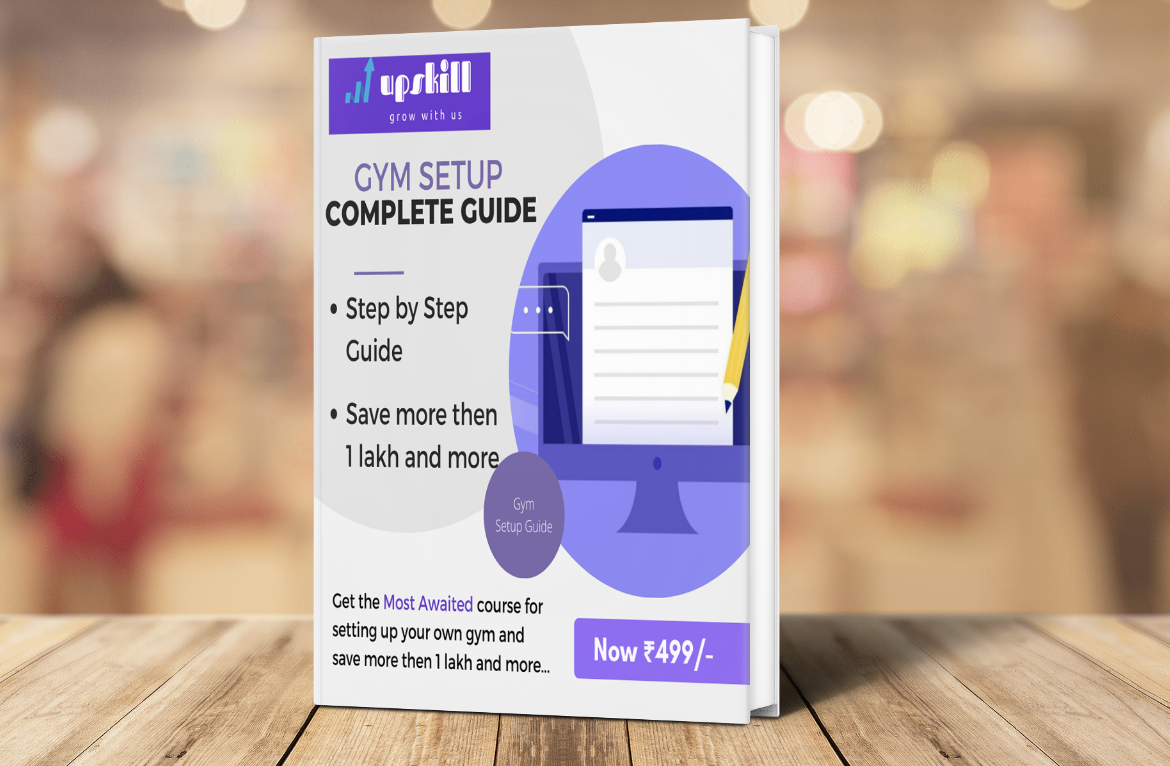 upskill
grow with us
GYM SETUP
COMPLETE GUIDE
• Step by Step
Guide
• Save more then
1 lakh and more
Gym
Setup Guide
Get the Most Awaited course for
setting up your own gym and
save more then 1 lakh and more...
Now ₹499/-